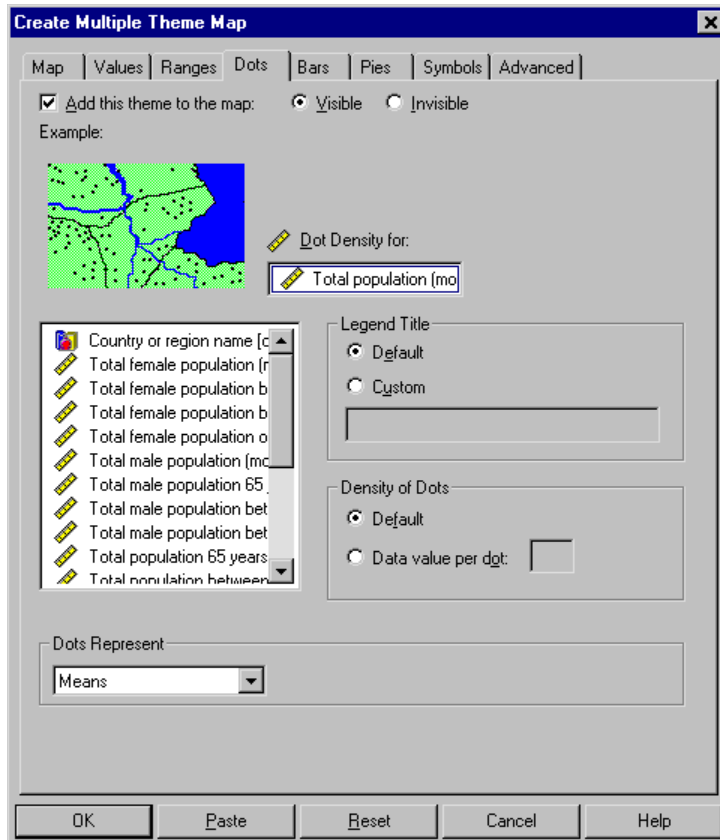 Create Multiple Theme Map
Map Values Ranges Dots Bars Pies Symbols Advanced
Add this theme to the map: Visible Invisible
Example:
Dot Density for:
Total population (mo
Country or region name [c
Total female population (r
Total female population b
Total female population b
Total female population o
Total male population (mo
Total male population 65
Total male population bet
Total male population bet
Total population 65 years
Total population between
Legend Title
Default
Custom
Density of Dots
Default
Data value per dot:
Dots Represent
Means
OK Paste Reset Cancel Help